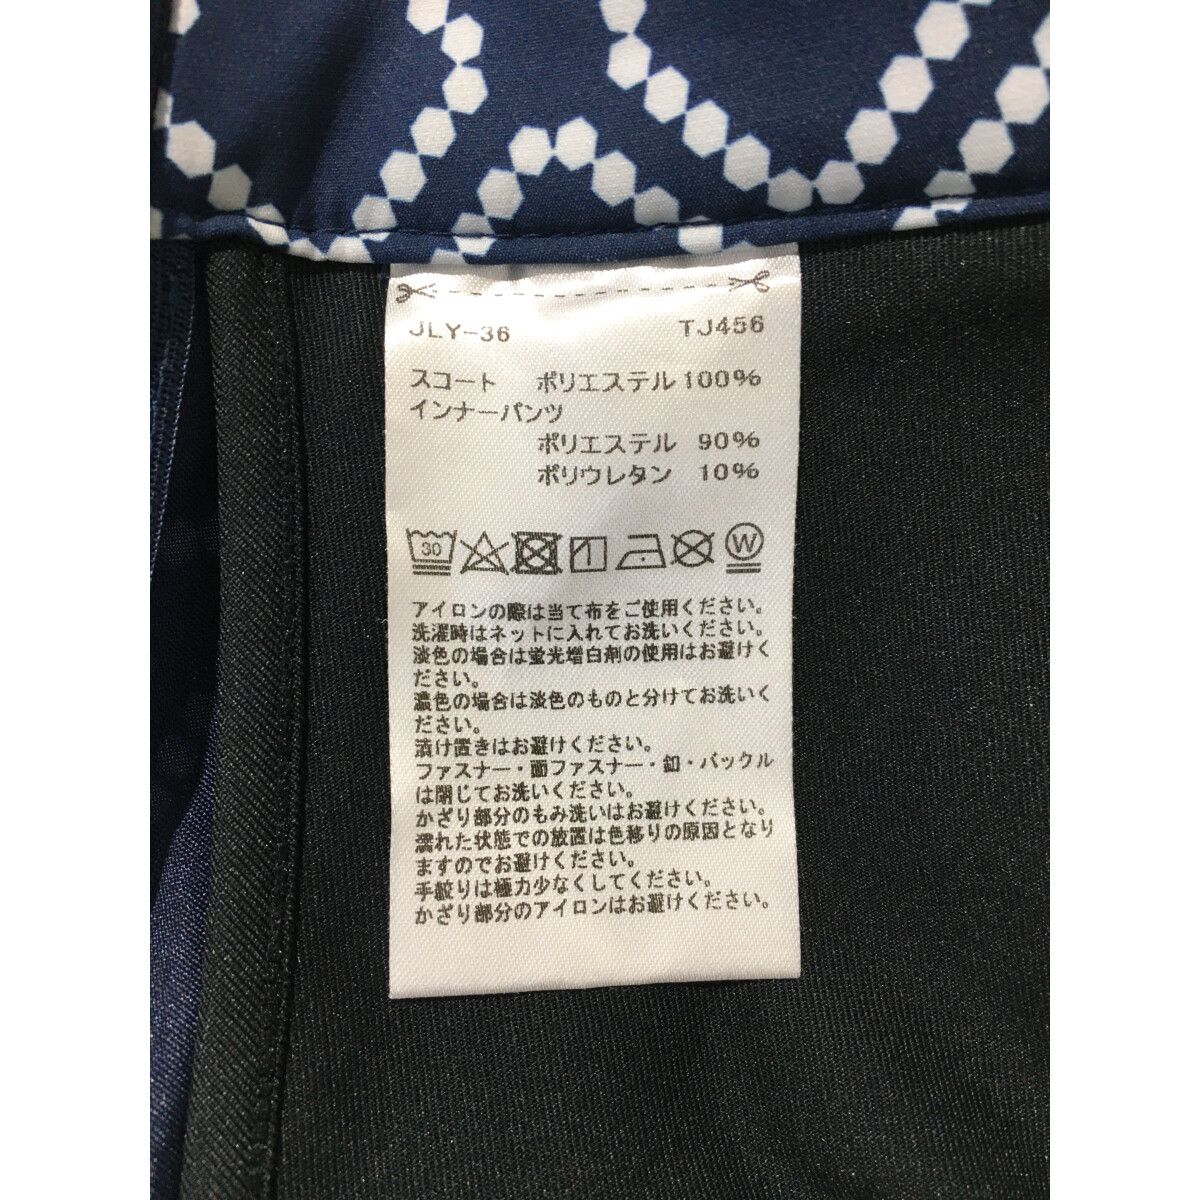 JLY-36 TJ456
スコート ポリエステル 100%
インナーパンツ
ポリエステル 90%
ポリウレタン 10%
30 W
アイロンの際は当て布をご使用ください。
洗濯時はネットに入れてお洗いください。
淡色の場合は蛍光増白剤の使用はお避けく
ださい。
濃色の場合は淡色のものと分けてお洗いく
ださい。
漬け置きはお避けください。
ファスナー・面ファスナー・釦・バックル
は閉じてお洗いください。
かざり部分のもみ洗いはお避けください。
濡れた状態での放置は色移りの原因となり
ますのでお避けください。
手絞りは極力少なくしてください。
かざり部分のアイロンはお避けください。